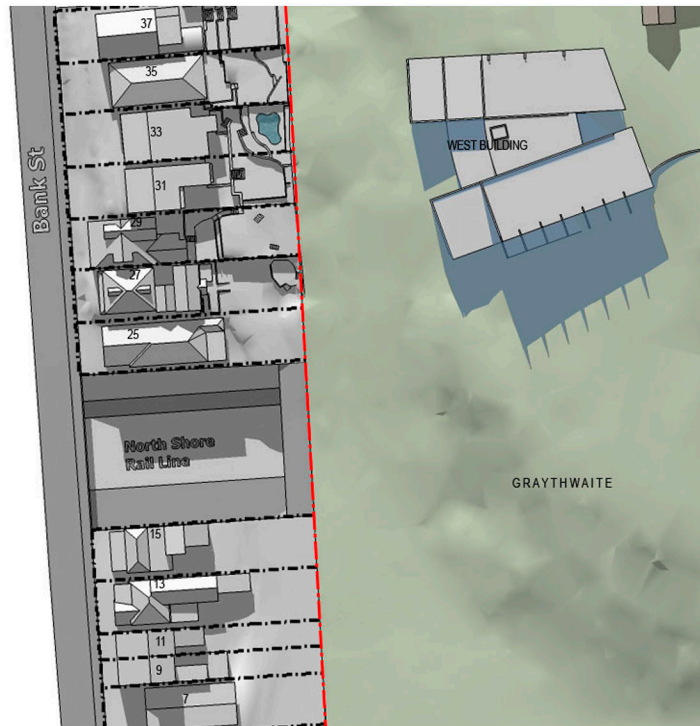 37
35
33
31
29
27
25
Bank St
WEST BUILDING
North Shore
Rail Line
GRAYTHWAITE
15
13
11
9
7